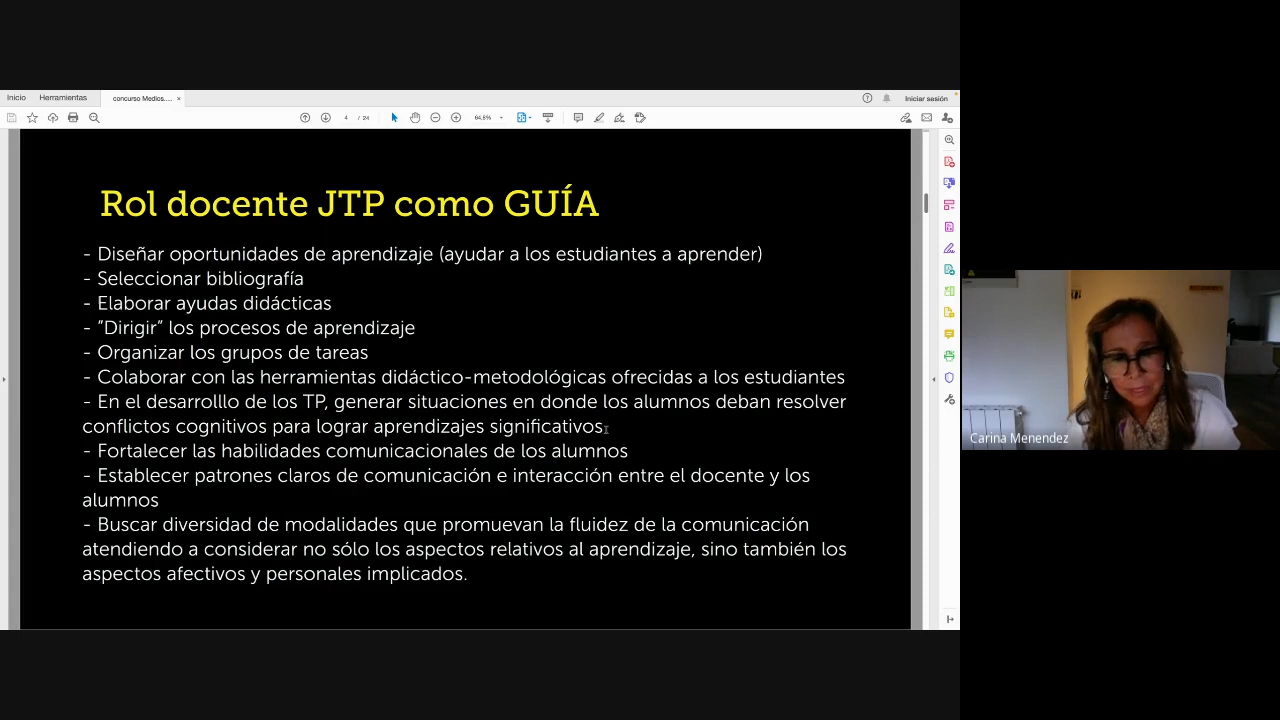 Inicio Herramientas concurso Medios.... × Iniciar sesión
4 / 24 64,8%
Rol docente JTP como GUÍA
- Diseñar oportunidades de aprendizaje (ayudar a los estudiantes a aprender)
- Seleccionar bibliografía
- Elaborar ayudas didácticas
- "Dirigir" los procesos de aprendizaje
- Organizar los grupos de tareas
- Colaborar con las herramientas didáctico-metodológicas ofrecidas a los estudiantes
- En el desarrolllo de los TP, generar situaciones en donde los alumnos deban resolver
conflictos cognitivos para lograr aprendizajes significativos
- Fortalecer las habilidades comunicacionales de los alumnos
- Establecer patrones claros de comunicación e interacción entre el docente y los
alumnos
- Buscar diversidad de modalidades que promuevan la fluidez de la comunicación
atendiendo a considerar no sólo los aspectos relativos al aprendizaje, sino también los
aspectos afectivos y personales implicados.
Carina Menendez